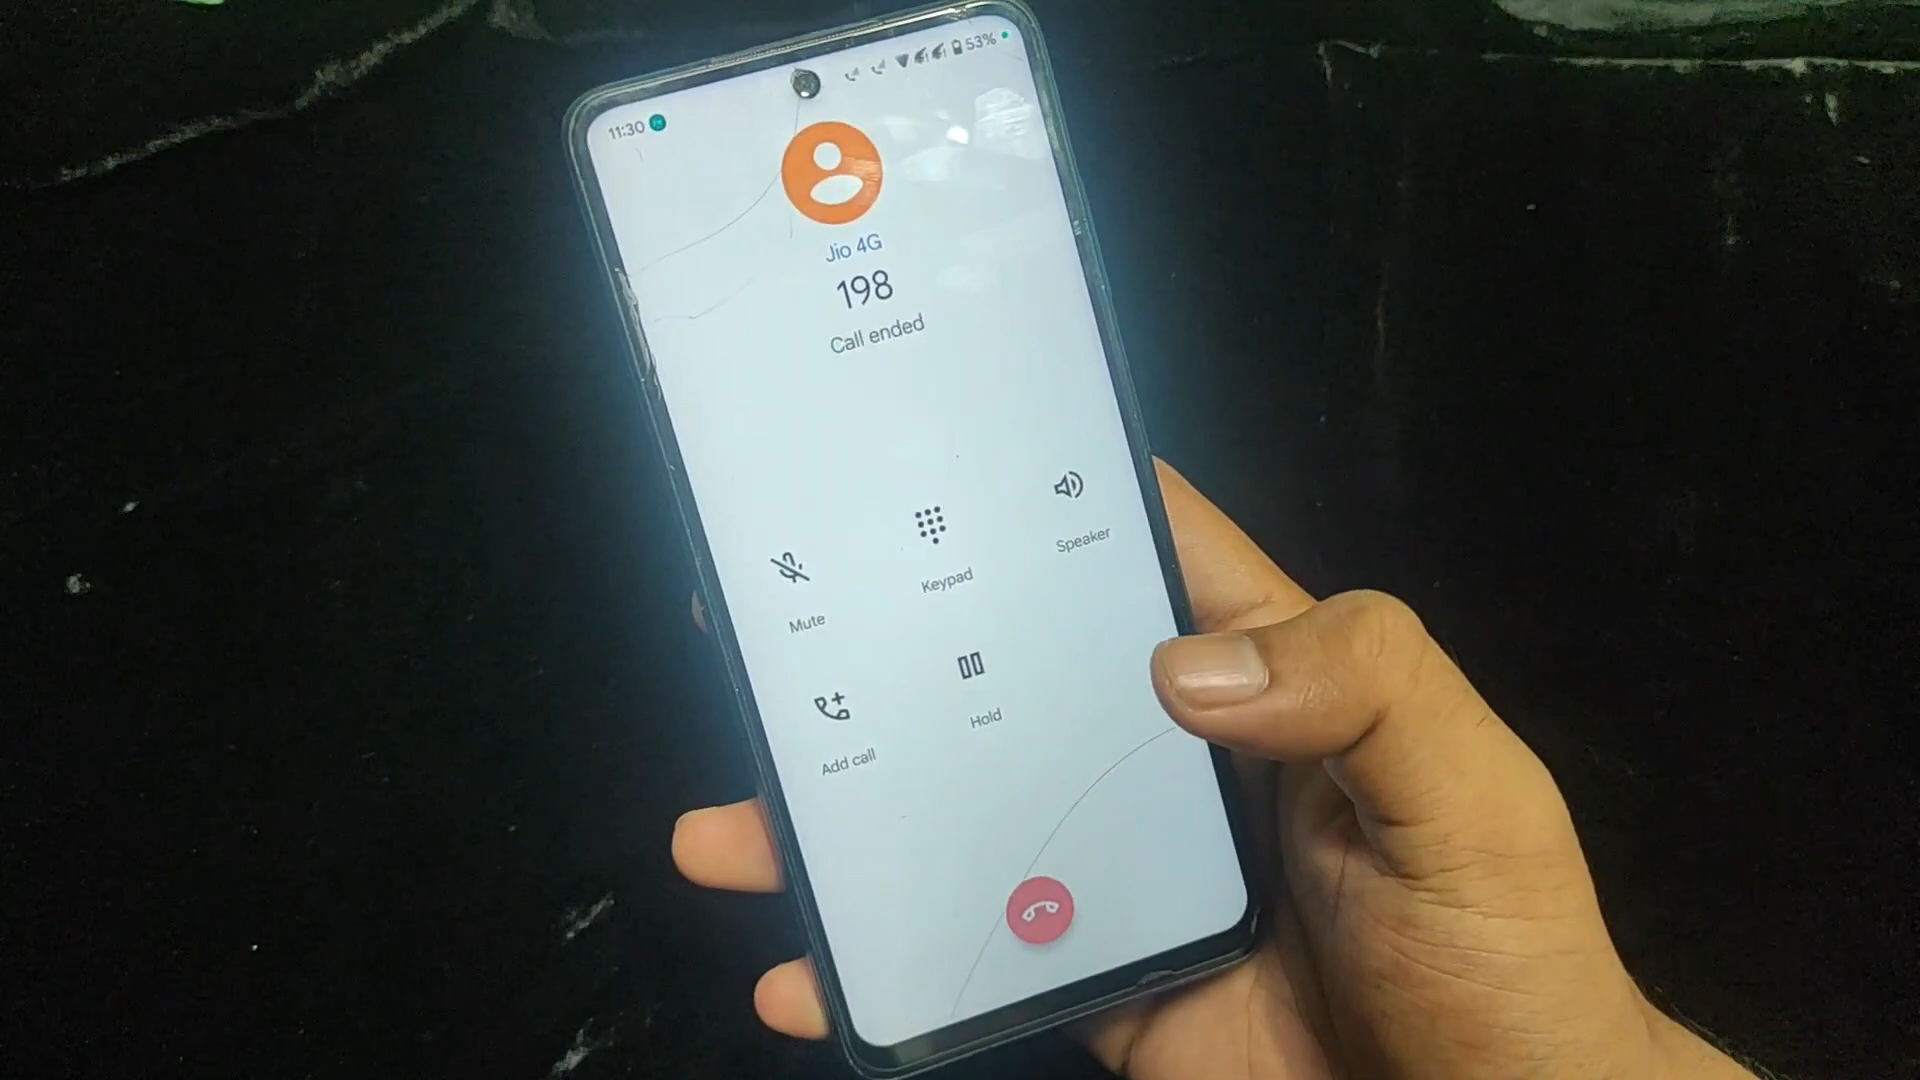 11:30 53%
Jio 4G
198
Call ended
Mute Keypad Speaker
Add call Hold